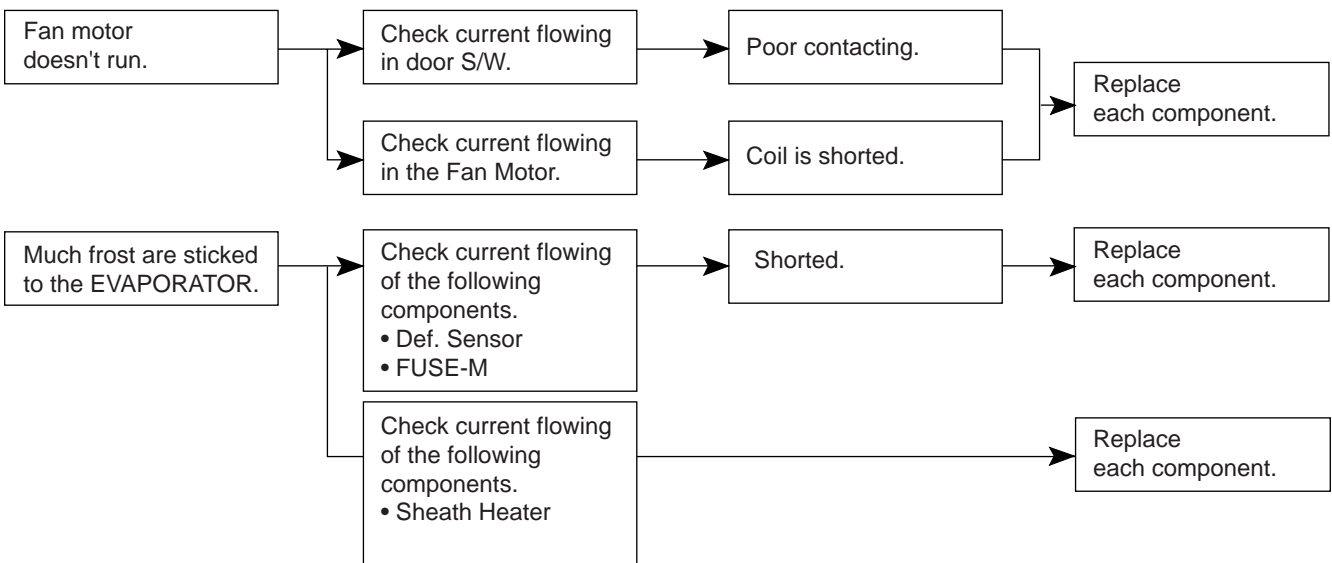 Fan motor
doesn't run.
Check current flowing
in door S/W.
Poor contacting.
Replace
each component.
Check current flowing
in the Fan Motor.
Coil is shorted.
Much frost are sticked
to the EVAPORATOR.
Check current flowing
of the following
components.
• Def. Sensor
• FUSE-M
Shorted.
Replace
each component.
Check current flowing
of the following
components.
• Sheath Heater
Replace
each component.